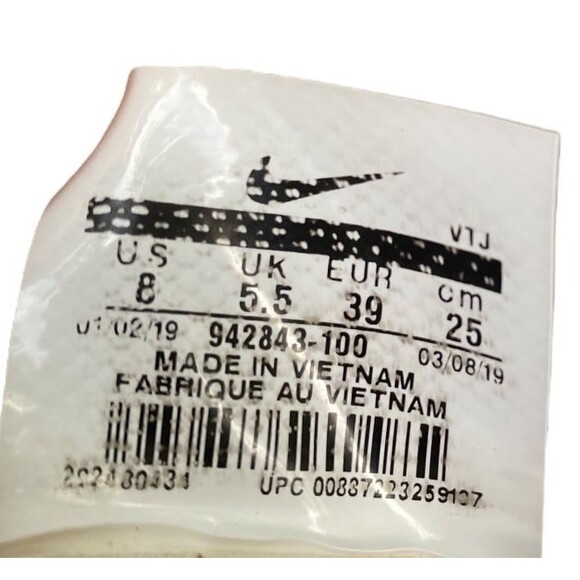 V1J
US UK EUR cm
8 5.5 39 25
01/02/19 942843-100 03/08/19
MADE IN VIETNAM
FABRIQUE AU VIETNAM
UPC